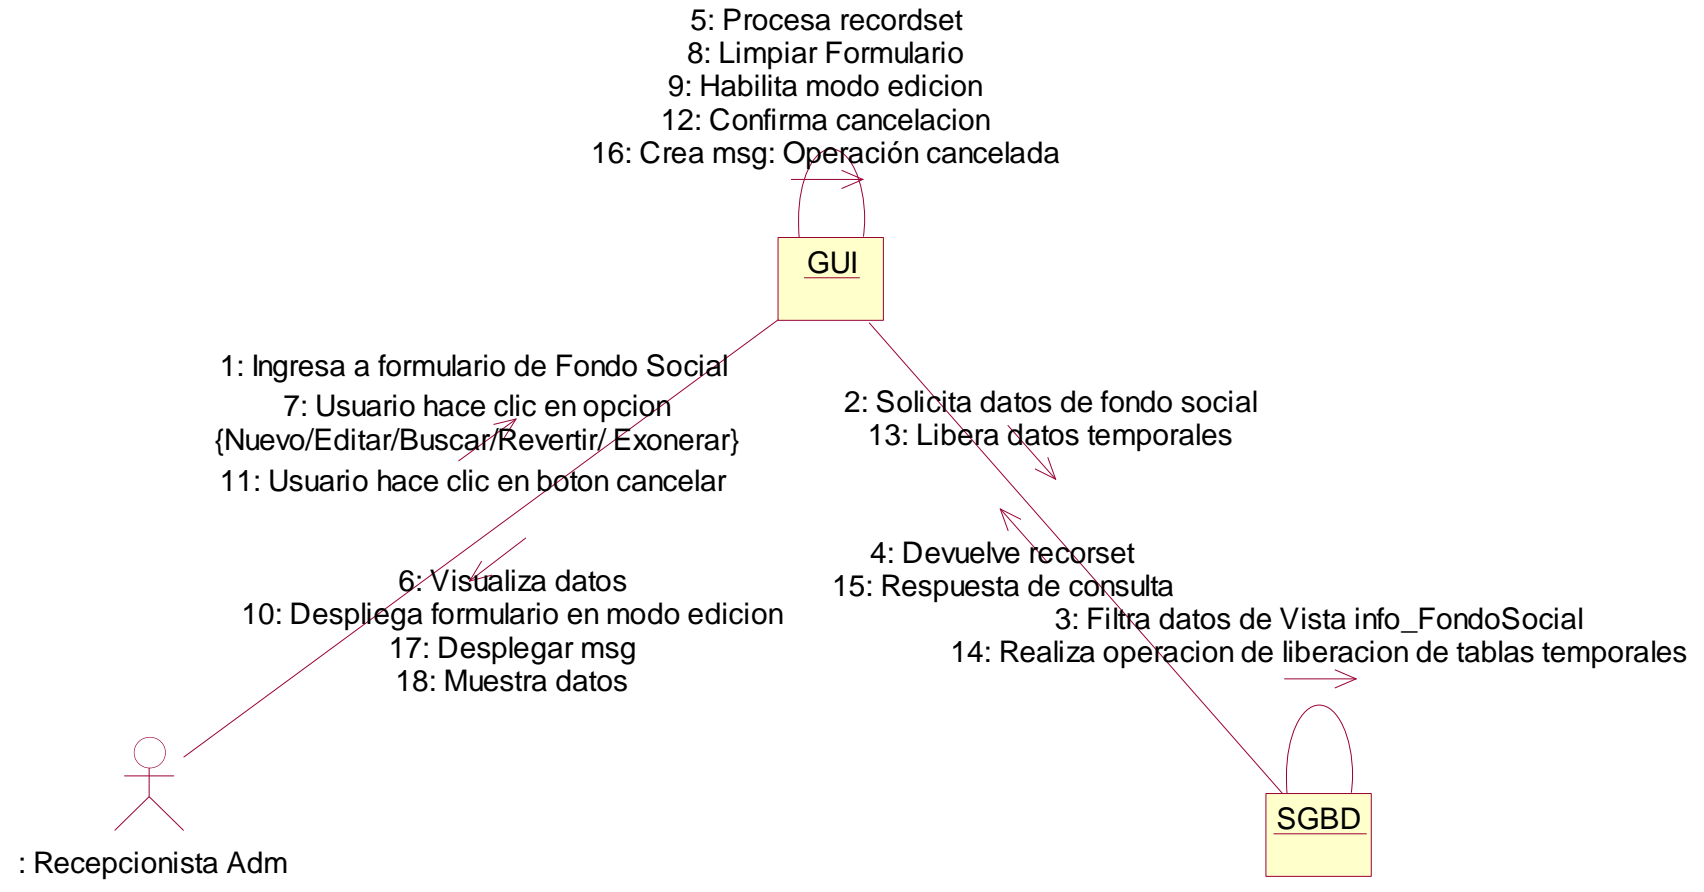 5: Procesa recordset
8: Limpiar Formulario
9: Habilita modo edicion
12: Confirma cancelacion
16: Crea msg: Operación cancelada
GUI
1: Ingresa a formulario de Fondo Social
7: Usuario hace clic en opcion
{Nuevo/Editar/Buscar/Revertir/ Exonerar}
11: Usuario hace clic en boton cancelar
2: Solicita datos de fondo social
13: Libera datos temporales
6: Visualiza datos
10: Despliega formulario en modo edicion
17: Desplegar msg
18: Muestra datos
4: Devuelve recorset
15: Respuesta de consulta
3: Filtra datos de Vista info_FondoSocial
14: Realiza operacion de liberacion de tablas temporales
SGBD
: Recepcionista Adm